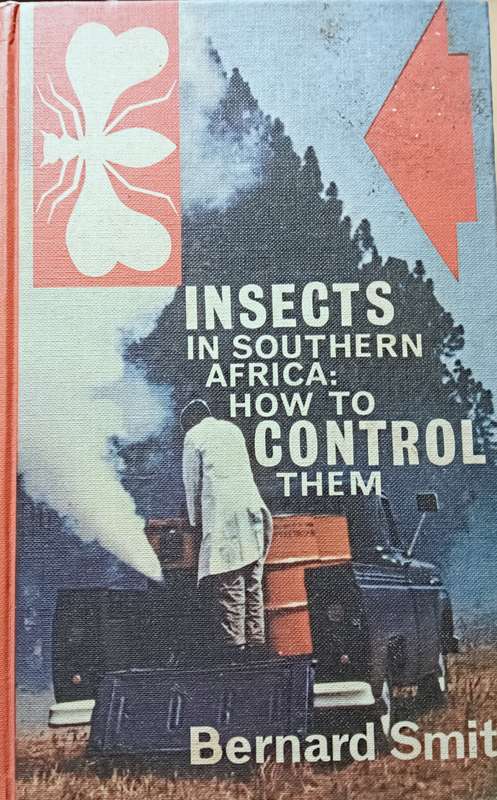 INSECTS
IN SOUTHERN
AFRICA:
HOW TO
CONTROL
THEM
Bernard Smit